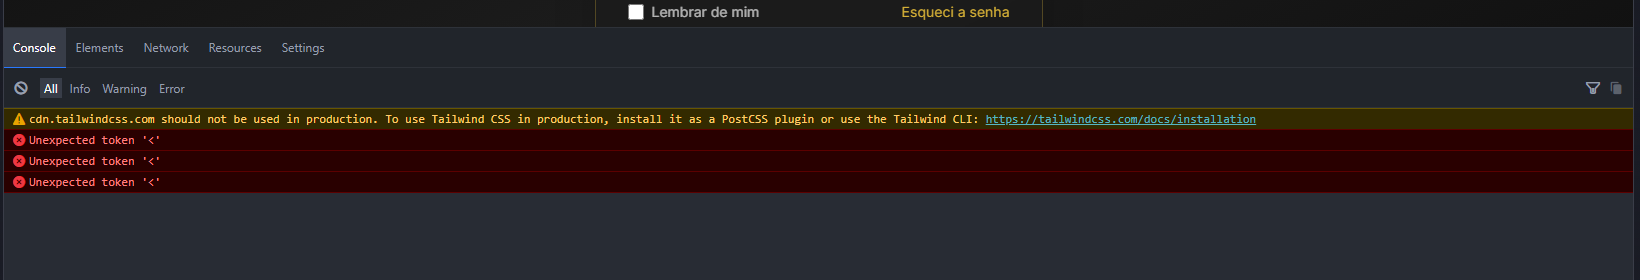 Lembrar de mim Esqueci a senha
Console Elements Network Resources Settings
All Info Warning Error
cdn.tailwindcss.com should not be used in production. To use Tailwind CSS in production, install it as a PostCSS plugin or use the Tailwind CLI: https://tailwindcss.com/docs/installation
Unexpected token '<'
Unexpected token '<'
Unexpected token '<'